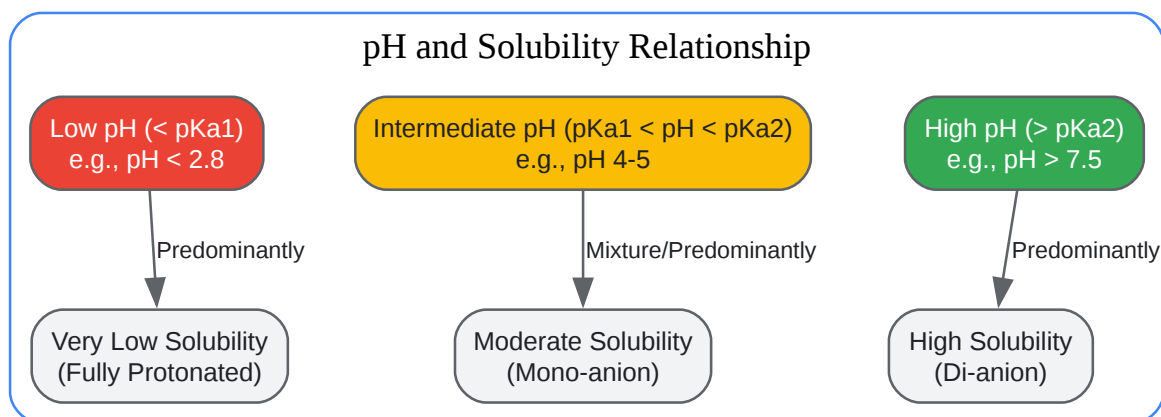 pH and Solubility Relationship
Low pH (< pKa1)
e.g., pH < 2.8
Intermediate pH (pKa1 < pH < pKa2)
e.g., pH 4-5
High pH (> pKa2)
e.g., pH > 7.5
Predominantly
Mixture/Predominantly
Predominantly
Very Low Solubility
(Fully Protonated)
Moderate Solubility
(Mono-anion)
High Solubility
(Di-anion)